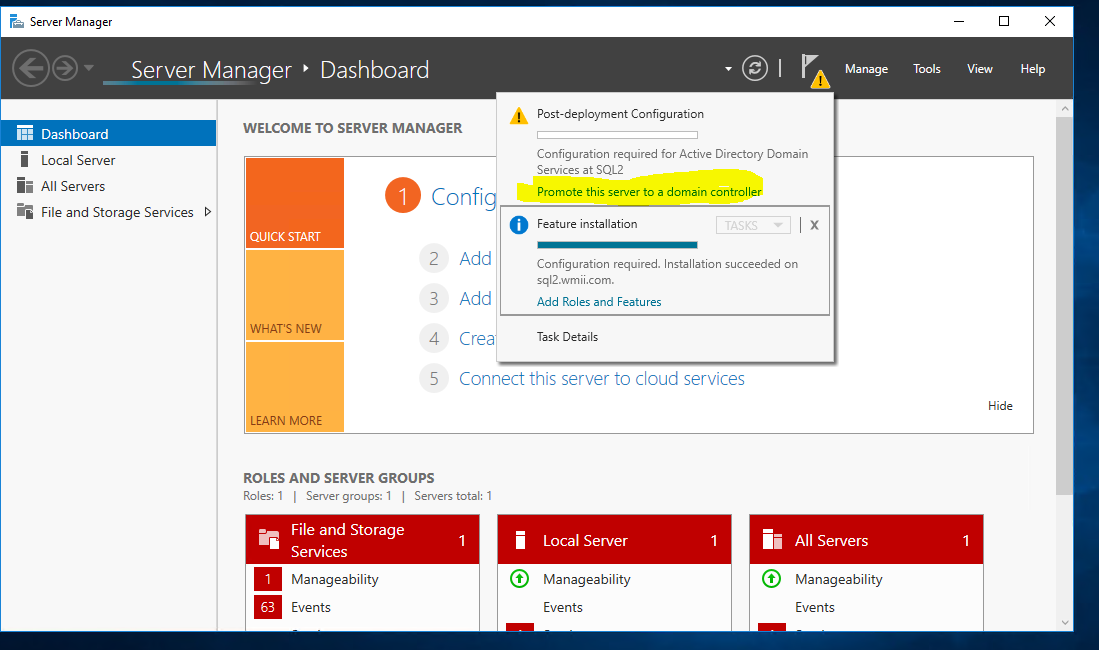 Server Manager
Server Manager
Dashboard
Manage
Tools
View
Help
Dashboard
Local Server
All Servers
File and Storage Services
WELCOME TO SERVER MANAGER
QUICK START
WHAT'S NEW
LEARN MORE
1 Config
2 Add
3 Add
4 Crea
5 Connect this server to cloud services
Hide
Post-deployment Configuration
Configuration required for Active Directory Domain
Services at SQL2
Promote this server to a domain controller
Feature installation
TASKS
X
Configuration required. Installation succeeded on
sql2.wmii.com.
Add Roles and Features
Task Details
ROLES AND SERVER GROUPS
Roles: 1 | Server groups: 1 | Servers total: 1
File and Storage
Services
1
1 Manageability
63 Events
Local Server 1
Manageability
Events
All Servers 1
Manageability
Events